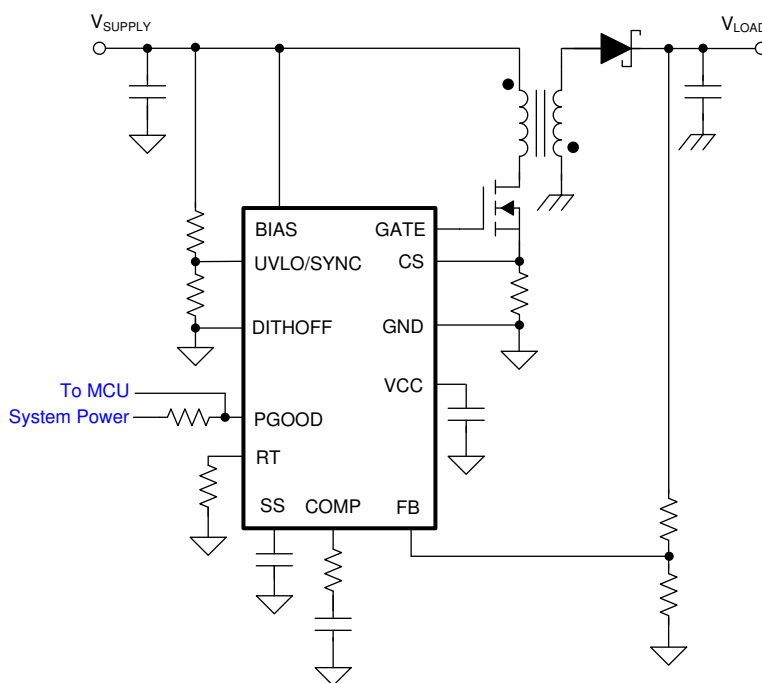 VSUPPLY
VLOAD
BIAS
GATE
UVLO/SYNC
CS
DITHOFF
GND
To MCU
VCC
System Power
PGOOD
RT
SS
COMP
FB